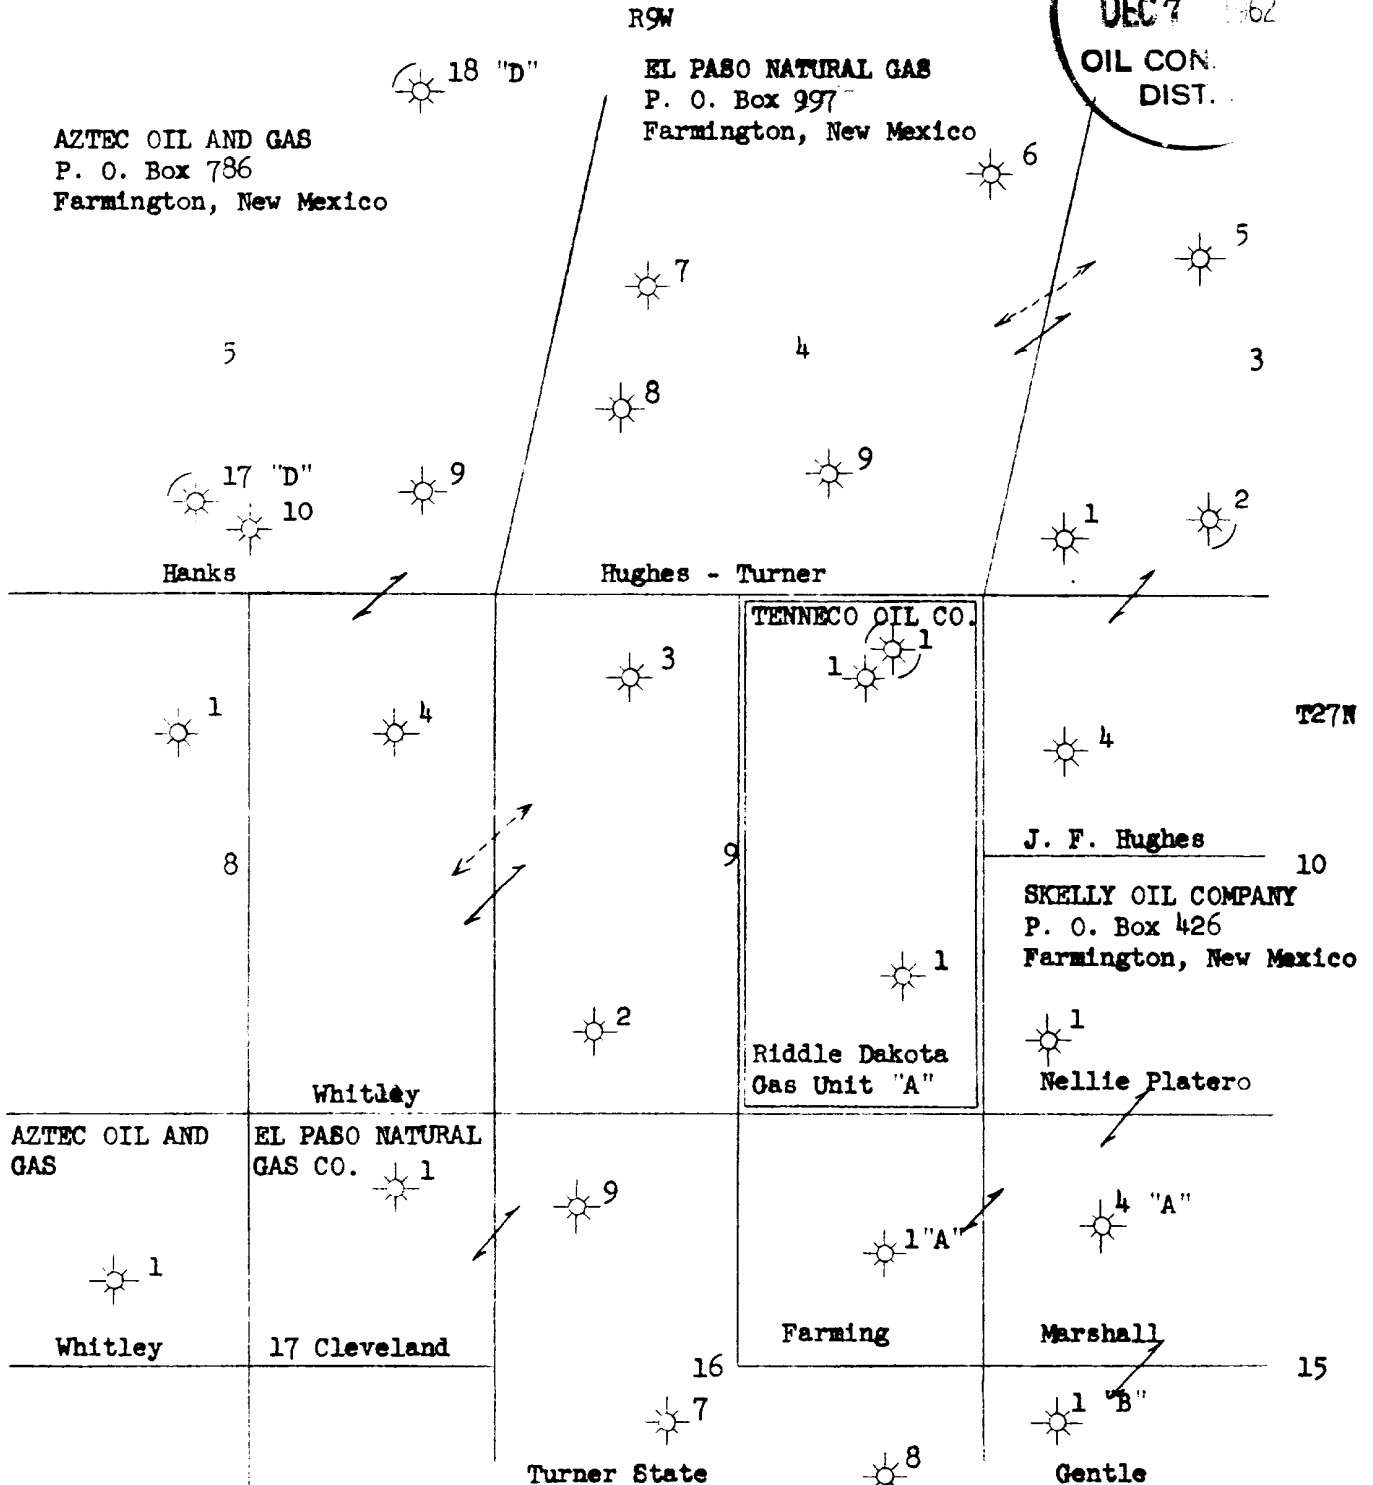 R9W
DEC 7 1962
OIL CON.
DIST.
18 "D"
EL PASO NATURAL GAS
P. O. Box 997
Farmington, New Mexico
AZTEC OIL AND GAS
P. O. Box 786
Farmington, New Mexico
6
5
7
5
4
3
8
9
17 "D"
9
10
1
2
Hanks
Hughes - Turner
TENNECO OIL CO.
1
1
3
1
4
4
T27N
J. F. Hughes
8
9
10
SKELLY OIL COMPANY
P. O. Box 426
Farmington, New Mexico
1
2
1
Riddle Dakota
Gas Unit "A"
Nellie Platero
Whitley
AZTEC OIL AND
GAS
EL PASO NATURAL
GAS CO.
1
9
4 "A"
1 "A"
1
Whitley
17 Cleveland
Farming
Marshall
16
15
7
1 "B"
8
Turner State
Gentle